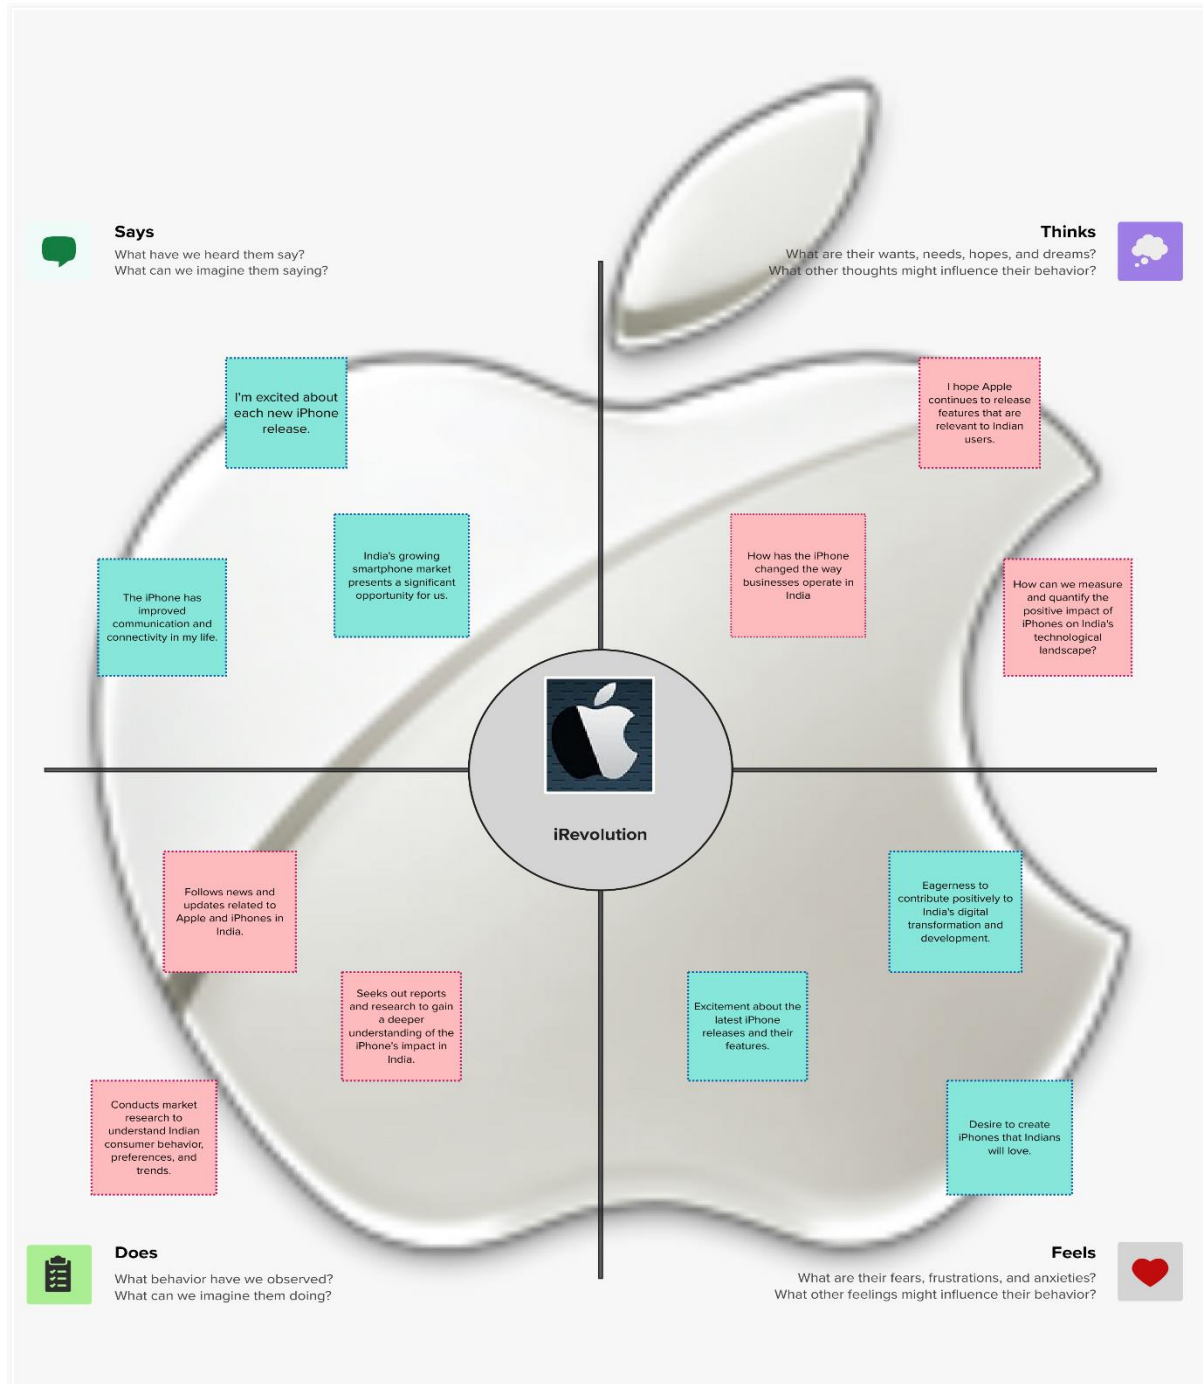 Says
What have we heard them say?
What can we imagine them saying?
Thinks
What are their wants, needs, hopes, and dreams?
What other thoughts might influence their behavior?
I'm excited about
each new iPhone
release.
I hope Apple
continues to release
features that are
relevant to Indian
users.
India's growing
smartphone market
presents a significant
opportunity for us.
How has the iPhone
changed the way
businesses operate in
India
The iPhone has
improved
communication and
connectivity in my life.
How can we measure
and quantify the
positive impact of
iPhones on India's
technological
landscape?
iRevolution
Follows news and
updates related to
Apple and iPhones in
India.
Eagerness to
contribute positively to
India's digital
transformation and
development.
Seeks out reports
and research to gain
a deeper
understanding of the
iPhone's impact in
India.
Excitement about the
latest iPhone
releases and their
features.
Conducts market
research to
understand Indian
consumer behavior,
preferences, and
trends.
Desire to create
iPhones that Indians
will love.
Does
What behavior have we observed?
What can we imagine them doing?
Feels
What are their fears, frustrations, and anxieties?
What other feelings might influence their behavior?